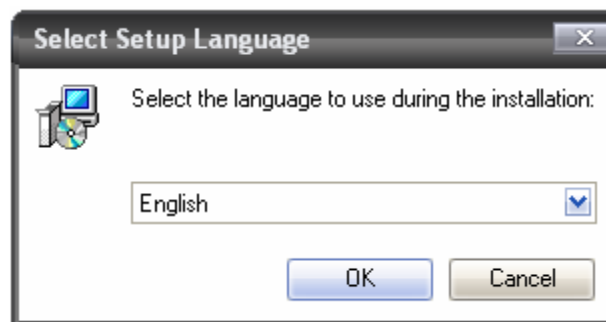 Select Setup Language
Select the language to use during the installation:
English
OK
Cancel